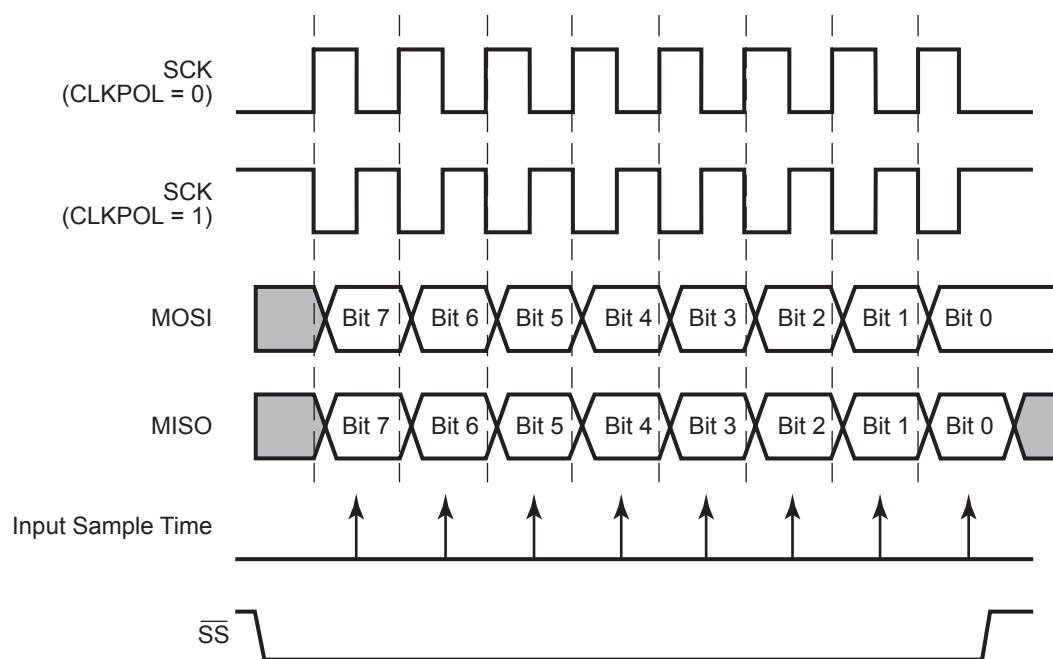 SCK
(CLKPOL = 0)
SCK
(CLKPOL = 1)
MOSI
Bit 7 Bit 6 Bit 5 Bit 4 Bit 3 Bit 2 Bit 1 Bit 0
MISO
Bit 7 Bit 6 Bit 5 Bit 4 Bit 3 Bit 2 Bit 1 Bit 0
Input Sample Time
S̅S̅